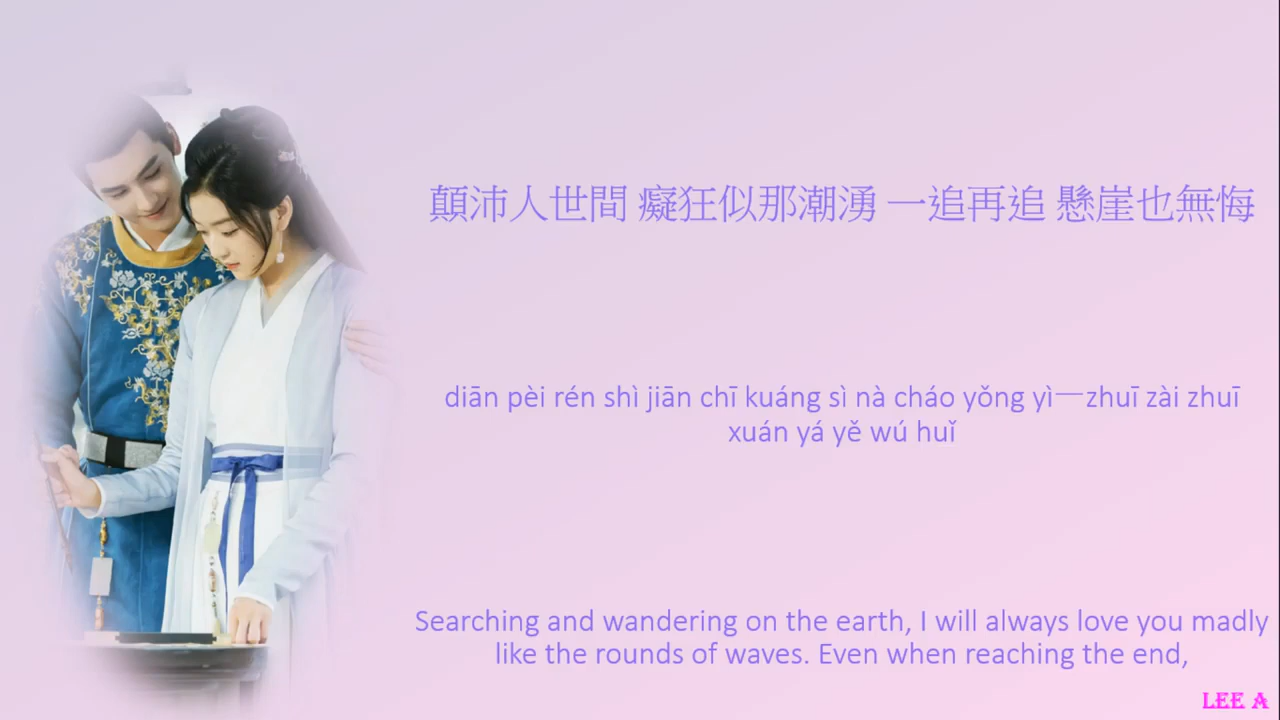 顛沛人世間 癡狂似那潮湧 一追再追 懸崖也無悔
diān pèi rén shì jiān chī kuáng sì nà cháo yǒng yì一zhuī zài zhuī
xuán yá yě wú huǐ
Searching and wandering on the earth, I will always love you madly
like the rounds of waves. Even when reaching the end,
LEE A